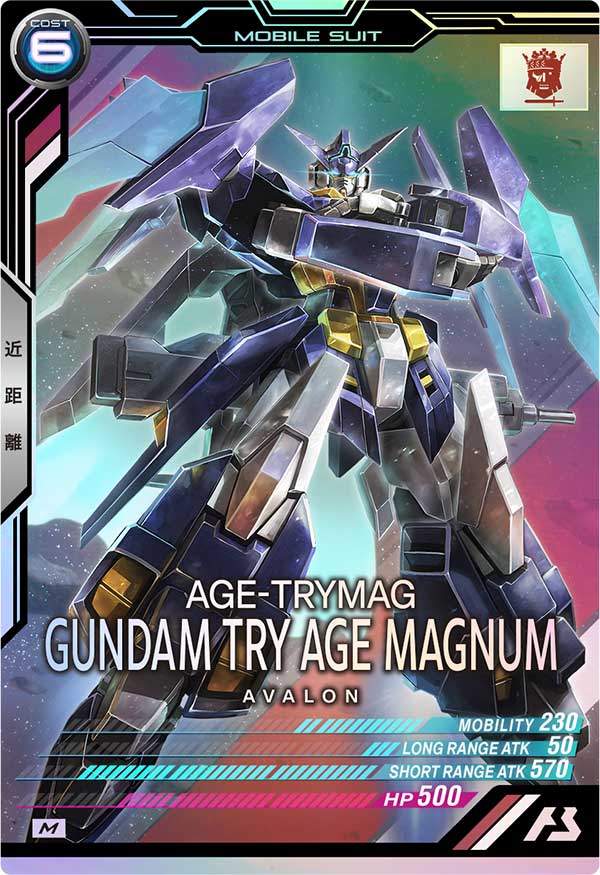 COST
6
MOBILE SUIT
近距離
AGE-TRYMAG
GUNDAM TRY AGE MAGNUM
AVALON
MOBILITY 230
LONG RANGE ATK 50
SHORT RANGE ATK 570
HP 500
M